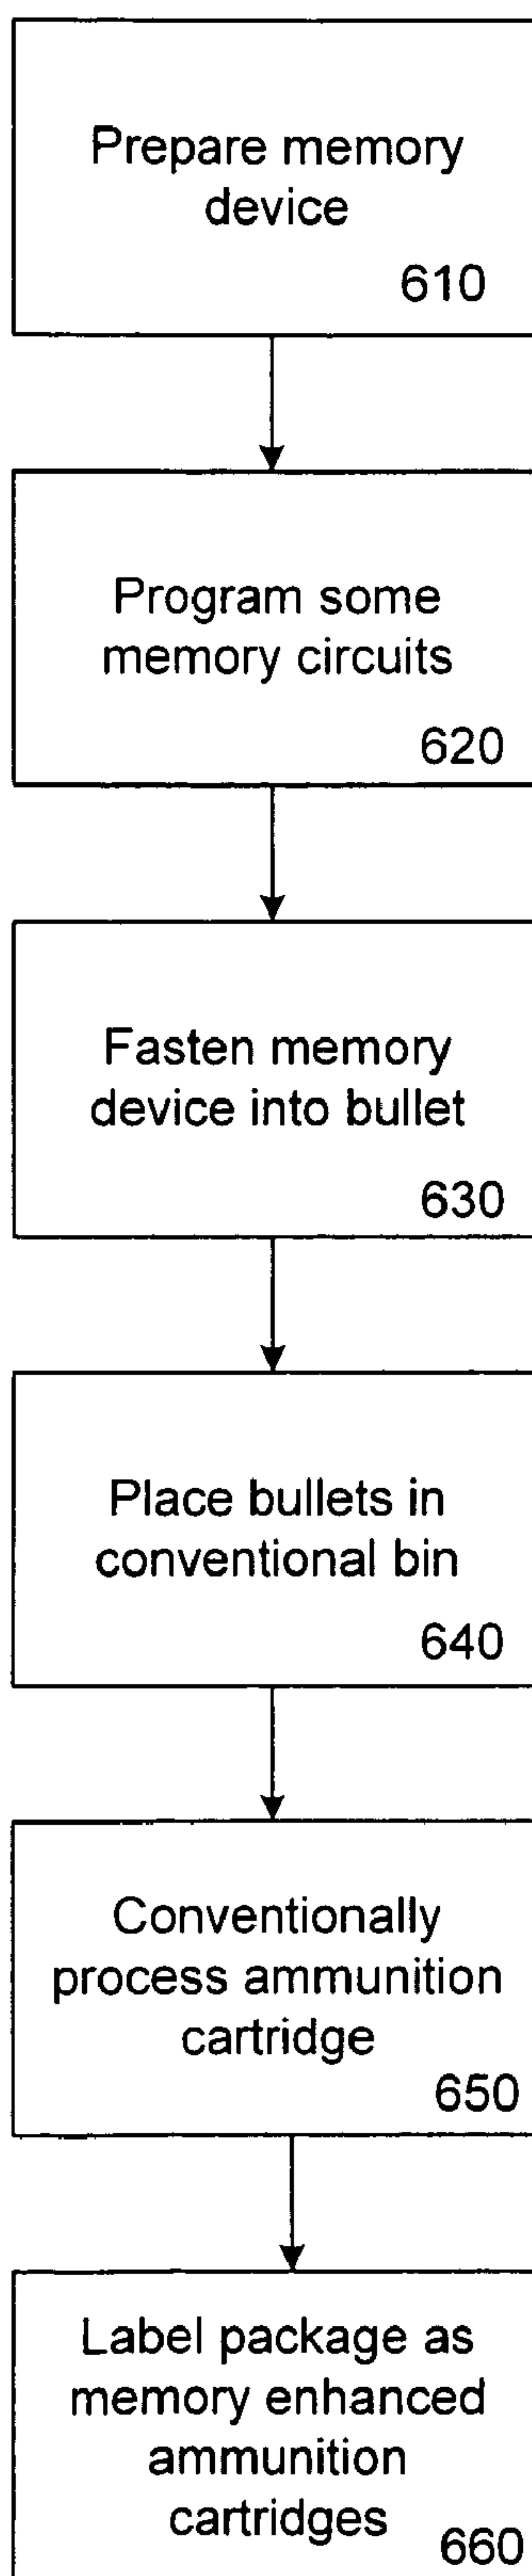 Prepare memory
device
610
Program some
memory circuits
620
Fasten memory
device into bullet
630
Place bullets in
conventional bin
640
Conventionally
process ammunition
cartridge
650
Label package as
memory enhanced
ammunition
cartridges
660